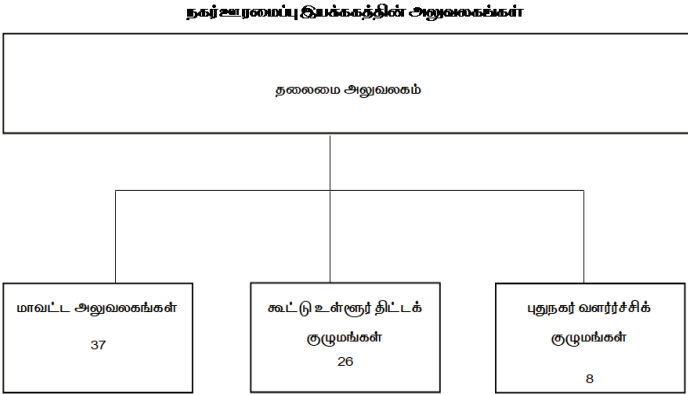 நகர்ஊரமைப்பு இயக்ககத்தின் அலுவலகங்கள்
தலைமை அலுவலகம்
மாவட்ட அலுவலகங்கள்
37
கூட்டு உள்ளூர் திட்டக்
குழுமங்கள்
26
புதுநகர் வளர்ர்ச்சிக்
குழுமங்கள்
8